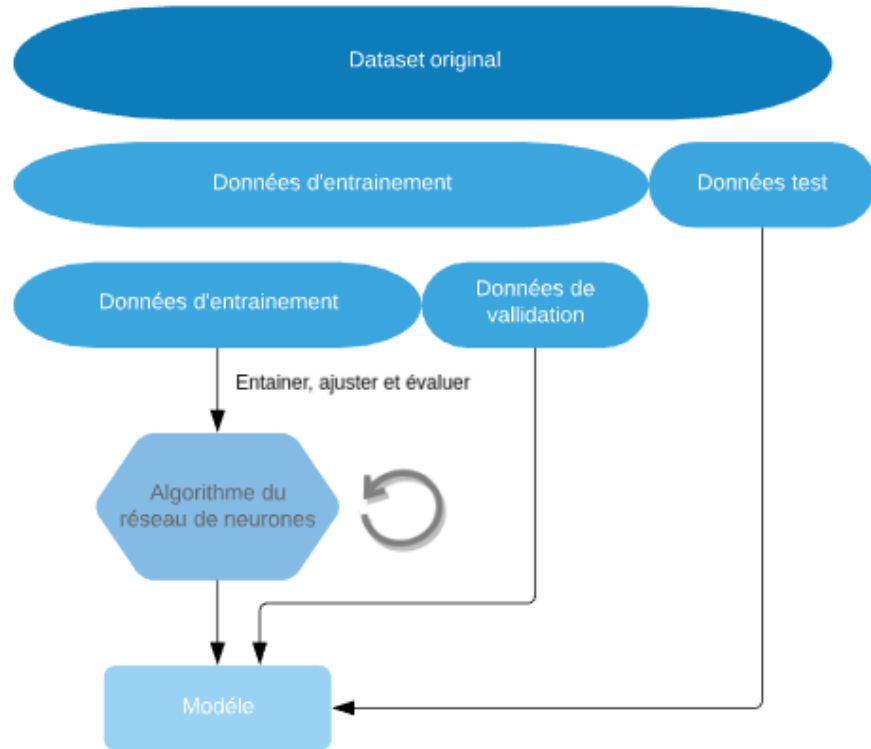 Dataset original
Données d'entrainement
Données test
Données d'entrainement
Données de
vallidation
Entainer, ajuster et évaluer
Algorithme du
réseau de neurones
Modéle